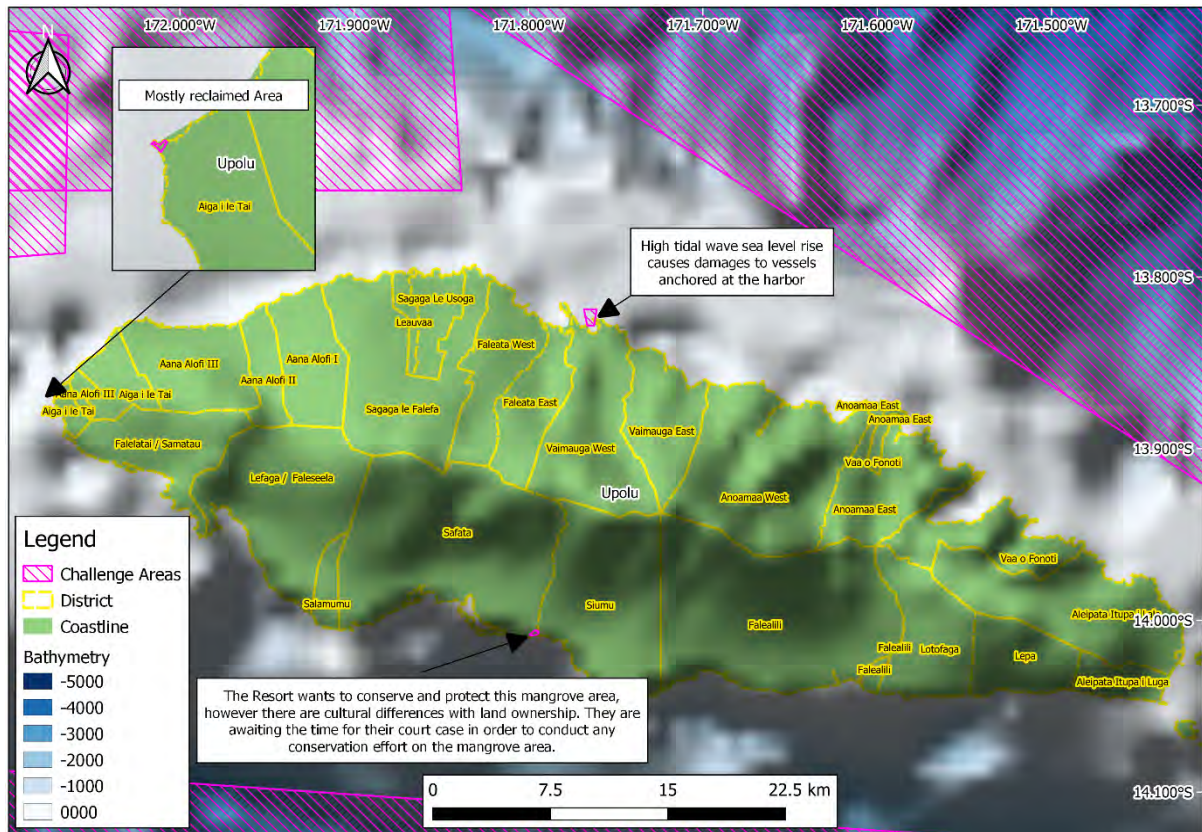 172.000°W 171.900°W 171.800°W 171.700°W 171.600°W 171.500°W
N
Mostly reclaimed Area
Upolu
Aiga i le Tai
13.700°S
High tidal wave sea level rise
causes damages to vessels
anchored at the harbor
13.800°S
Sagaga Le Usoga
Leauvaa
Faleata West
Aana Alofi I
Aana Alofi III
Aana Alofi II
Aana Alofi III
Aiga i le Tai
Aiga i le Tai
Sagaga le Falefa
Faleata East
Anoamaa East
Anoamaa East
13.900°S
Falelatai / Samatau
Vaimauga East
Vaimauga West
Vaa o Fonoti
Lefaga / Faleseela
Upolu
Anoamaa West
Anoamaa East
Safata
Vaa o Fonoti
Salamumu
Siumu
Falealili
Aleipata Itupa i Lalo
14.000°S
Falealili
Lotofaga
Lepa
Falealili
Aleipata Itupa i Luga
The Resort wants to conserve and protect this mangrove area,
however there are cultural differences with land ownership. They are
awaiting the time for their court case in order to conduct any
conservation effort on the mangrove area.
Legend
Challenge Areas
District
Coastline
Bathymetry
-5000
-4000
-3000
-2000
-1000
0000
0 7.5 15 22.5 km
14.100°S